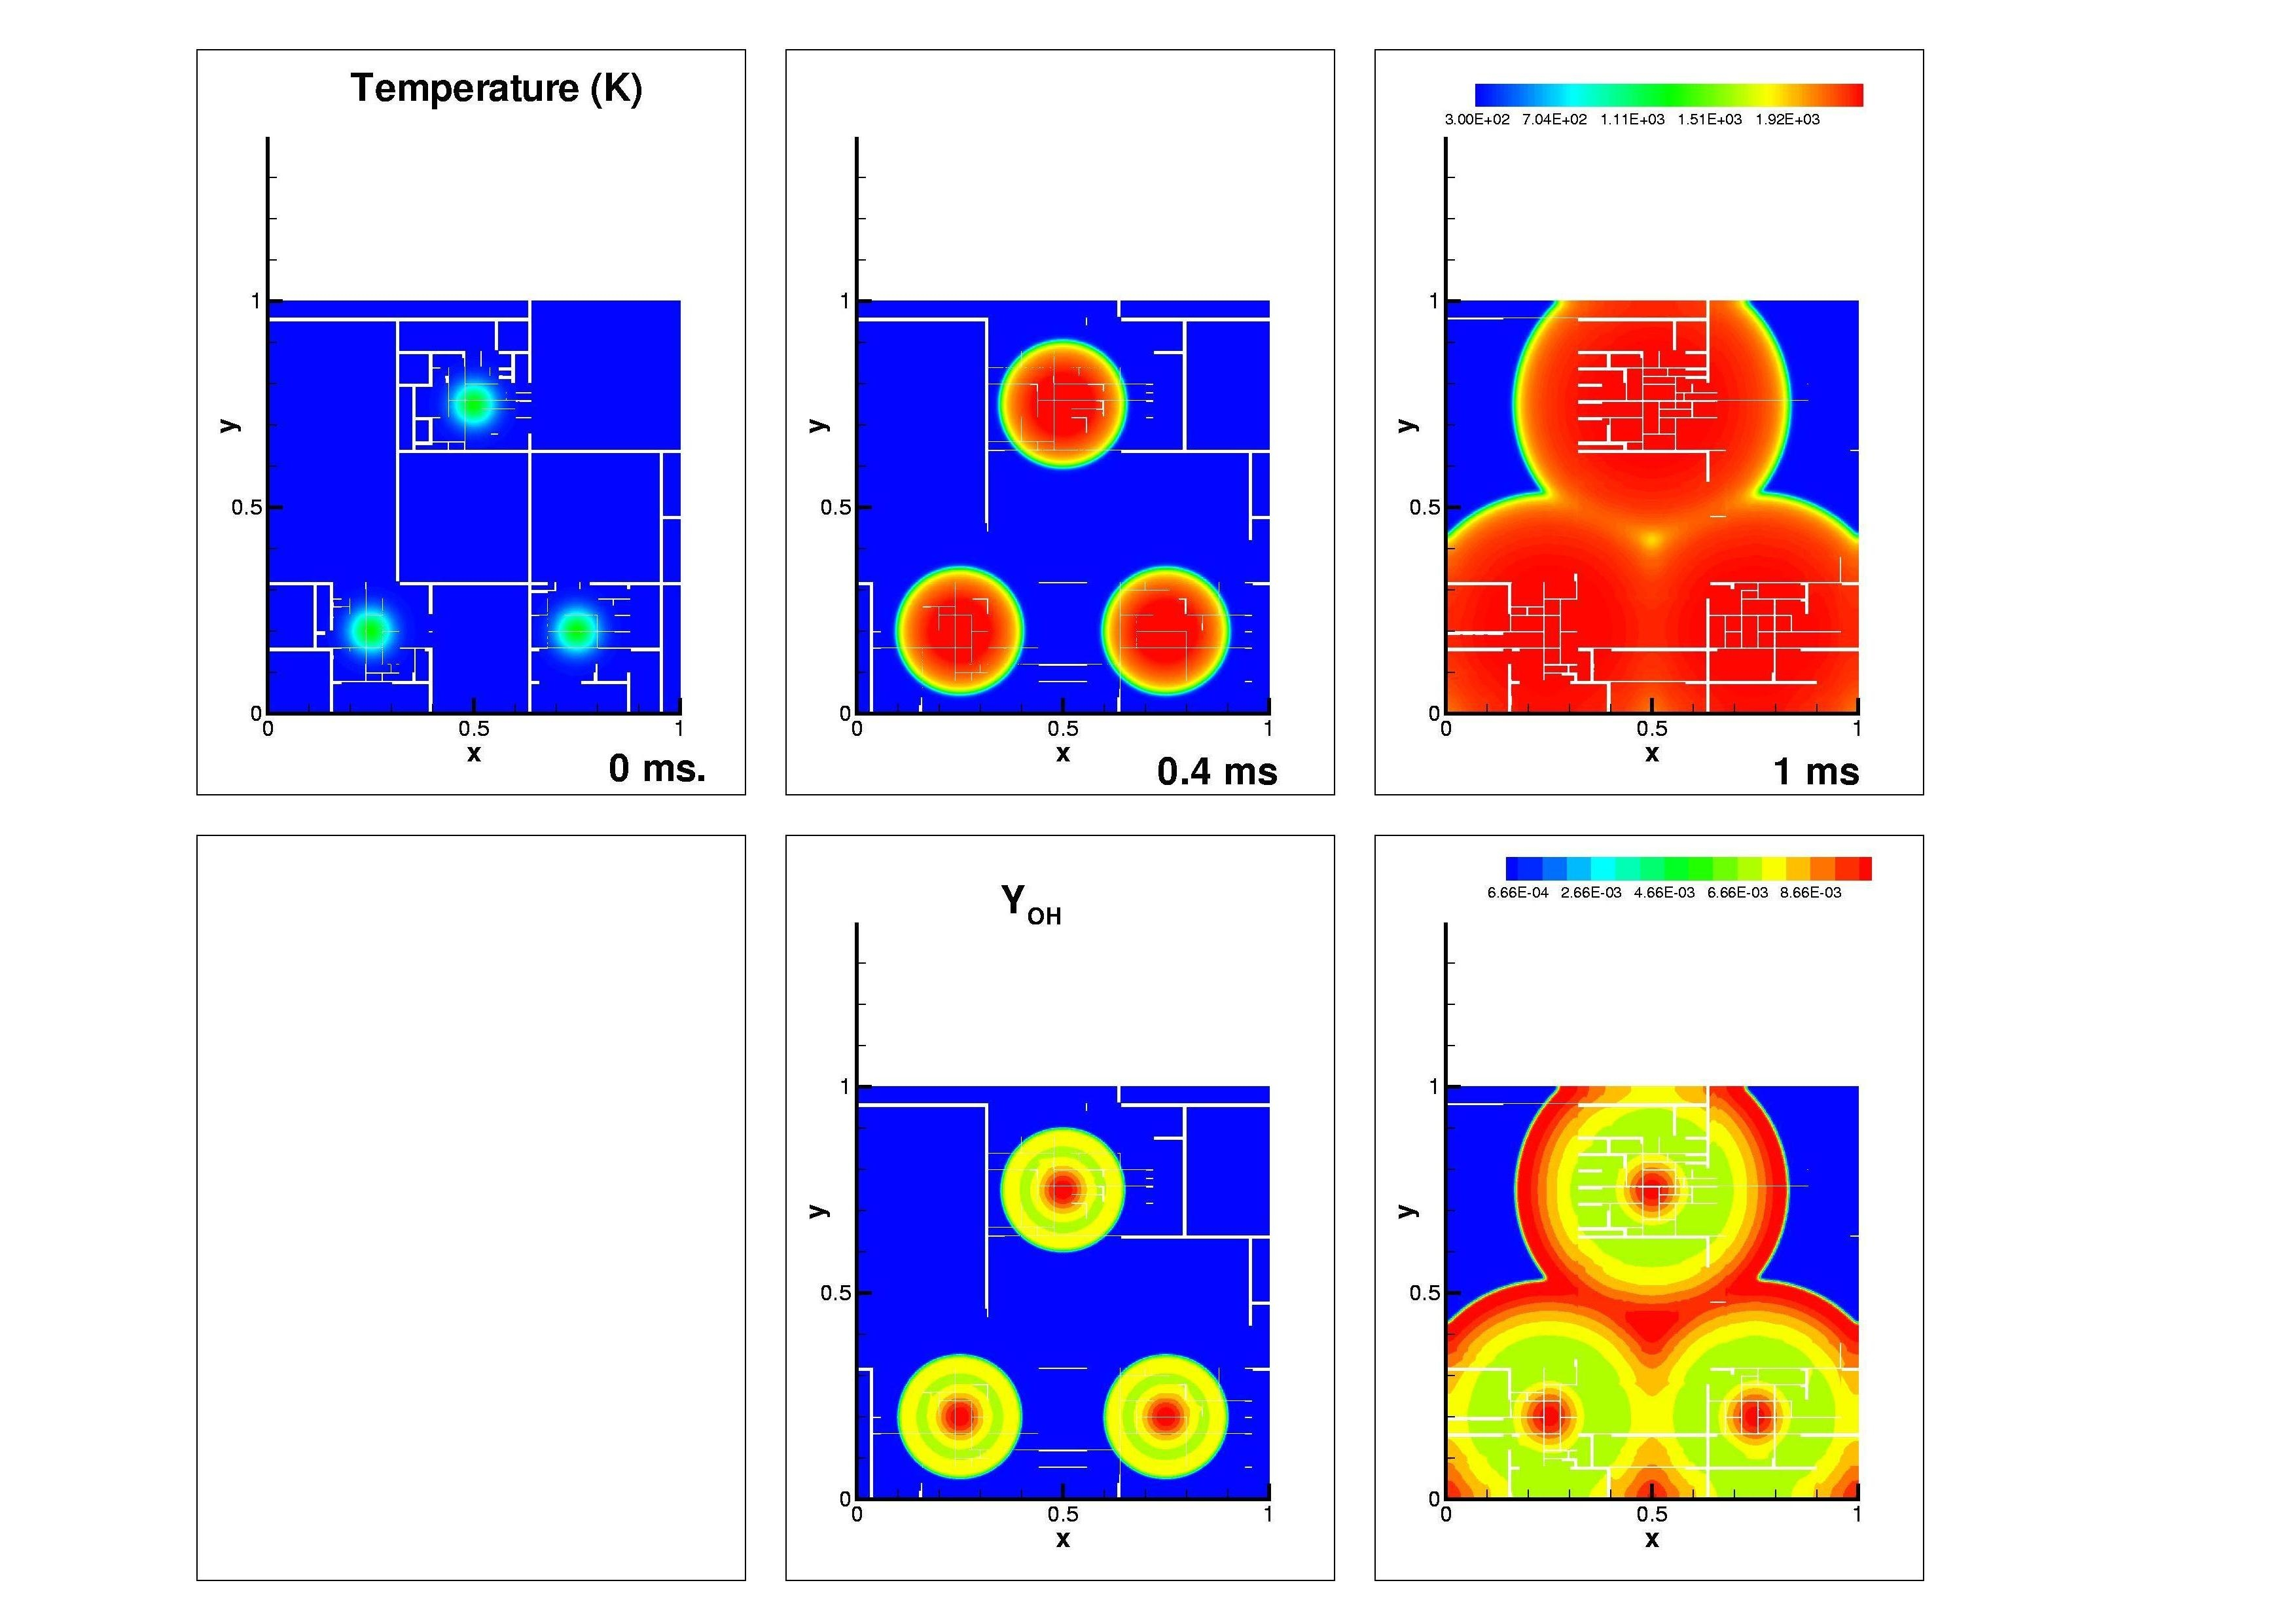 Temperature (K)
y
1
0.5
0
0 0.5 1
x
0 ms.
y
1
0.5
0
0 0.5 1
x
0.4 ms
3.00E+02 7.04E+02 1.11E+03 1.51E+03 1.92E+03
y
1
0.5
0
0 0.5 1
x
1 ms
YOH
y
1
0.5
0
0 0.5 1
x
6.66E-04 2.66E-03 4.66E-03 6.66E-03 8.66E-03
y
1
0.5
0
0 0.5 1
x